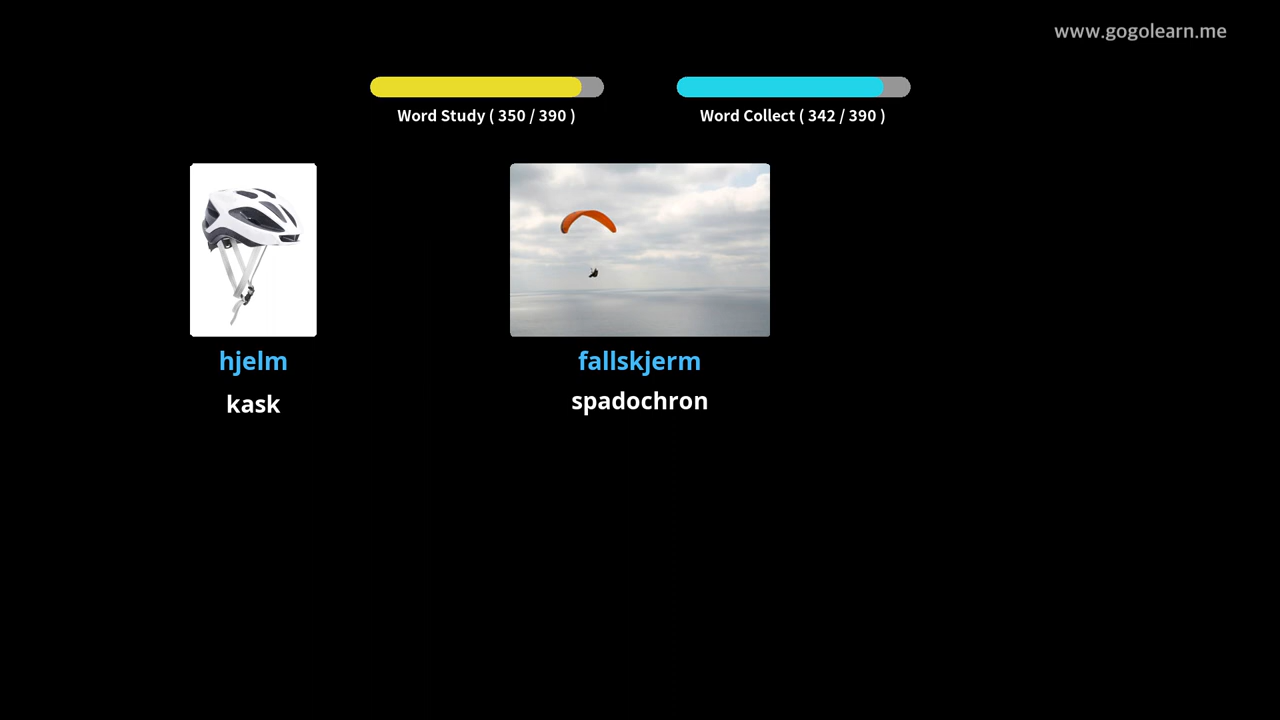 www.gogolearn.me
Word Study ( 350 / 390 )
Word Collect ( 342 / 390 )
hjelm
kask
fallskjerm
spadochron